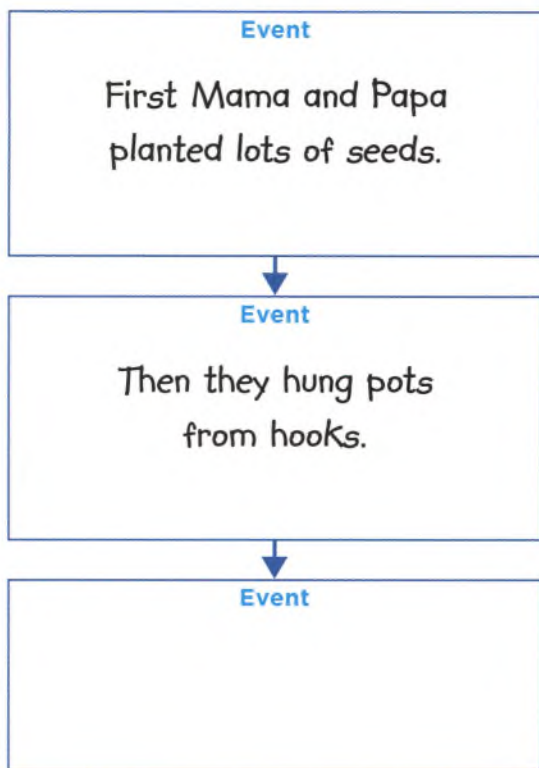 Event
First Mama and Papa
planted lots of seeds.
Event
Then they hung pots
from hooks.
Event